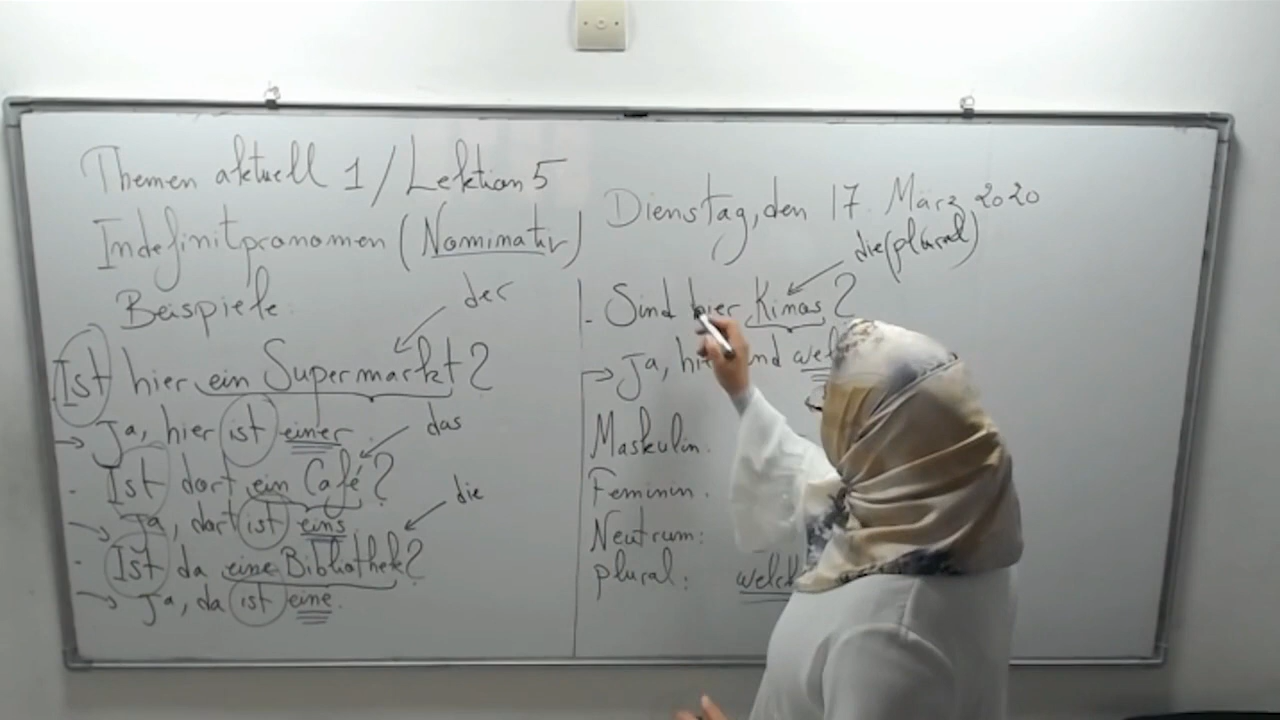 Themen aktuell 1 / Lektion 5
Indefinitpronomen (Nominativ)
Beispiele:
der
Ist hier ein Supermarkt?
→ Ja, hier ist einer.
das
- Ist dort ein Café?
→ Ja, dort ist eins.
die
- Ist da eine Bibliothek?
→ Ja, da ist eine.
Dienstag, den 17. März 2020
die (plural)
- Sind hier Kinos?
→ Ja,
Maskulin.
Feminin.
Neutrum:
plural: